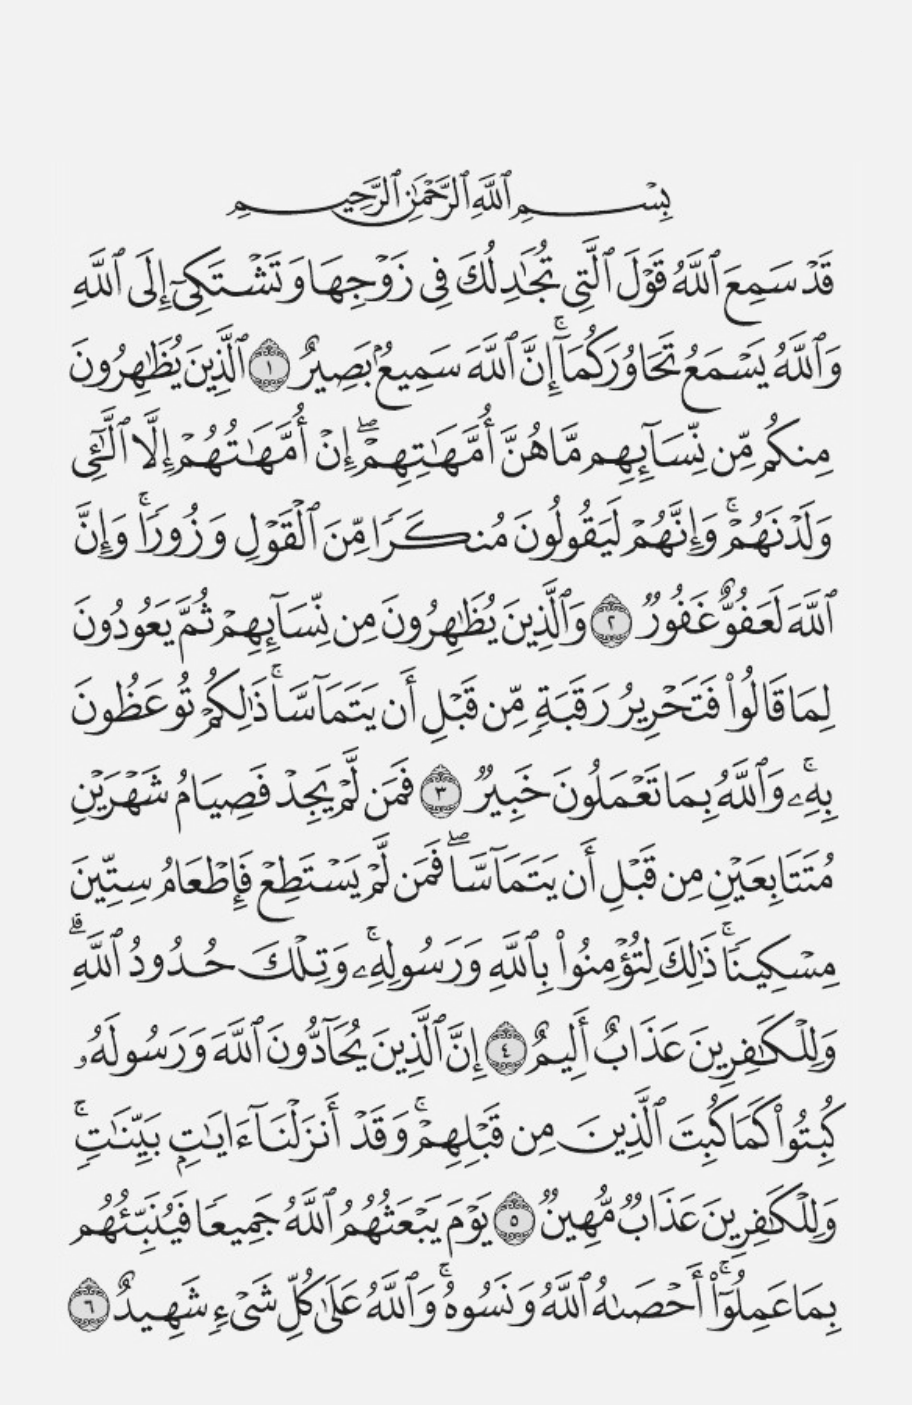 بِسْمِ ٱللَّهِ ٱلرَّحْمَٰنِ ٱلرَّحِيمِ
قَدْ سَمِعَ ٱللَّهُ قَوْلَ ٱلَّتِى تُجَٰدِلُكَ فِى زَوْجِهَا وَتَشْتَكِىٓ إِلَى ٱللَّهِ
وَٱللَّهُ يَسْمَعُ تَحَاوُرَكُمَآ ۚ إِنَّ ٱللَّهَ سَمِيعٌۢ بَصِيرٌ ١ ٱلَّذِينَ يُظَٰهِرُونَ
مِنكُم مِّن نِّسَآئِهِم مَّا هُنَّ أُمَّهَٰتِهِمْ ۖ إِنْ أُمَّهَٰتُهُمْ إِلَّا ٱلَّٰٓـِٔى
وَلَدْنَهُمْ ۚ وَإِنَّهُمْ لَيَقُولُونَ مُنكَرًا مِّنَ ٱلْقَوْلِ وَزُورًا ۚ وَإِنَّ
ٱللَّهَ لَعَفُوٌّ غَفُورٌ ٢ وَٱلَّذِينَ يُظَٰهِرُونَ مِن نِّسَآئِهِمْ ثُمَّ يَعُودُونَ
لِمَا قَالُوا۟ فَتَحْرِيرُ رَقَبَةٍ مِّن قَبْلِ أَن يَتَمَآسَّا ۚ ذَٰلِكُمْ تُوعَظُونَ
بِهِۦ ۚ وَٱللَّهُ بِمَا تَعْمَلُونَ خَبِيرٌ ٣ فَمَن لَّمْ يَجِدْ فَصِيَامُ شَهْرَيْنِ
مُتَتَابِعَيْنِ مِن قَبْلِ أَن يَتَمَآسَّا ۖ فَمَن لَّمْ يَسْتَطِعْ فَإِطْعَامُ سِتِّينَ
مِسْكِينًا ۚ ذَٰلِكَ لِتُؤْمِنُوا۟ بِٱللَّهِ وَرَسُولِهِۦ ۚ وَتِلْكَ حُدُودُ ٱللَّهِ ۗ
وَلِلْكَٰفِرِينَ عَذَابٌ أَلِيمٌ ٤ إِنَّ ٱلَّذِينَ يُحَآدُّونَ ٱللَّهَ وَرَسُولَهُۥ
كُبِتُوا۟ كَمَا كُبِتَ ٱلَّذِينَ مِن قَبْلِهِمْ ۚ وَقَدْ أَنزَلْنَآ ءَايَٰتٍۭ بَيِّنَٰتٍ ۚ
وَلِلْكَٰفِرِينَ عَذَابٌ مُّهِينٌ ٥ يَوْمَ يَبْعَثُهُمُ ٱللَّهُ جَمِيعًا فَيُنَبِّئُهُم
بِمَا عَمِلُوٓا۟ ۚ أَحْصَىٰهُ ٱللَّهُ وَنَسُوهُ ۚ وَٱللَّهُ عَلَىٰ كُلِّ شَىْءٍ شَهِيدٌ ٦